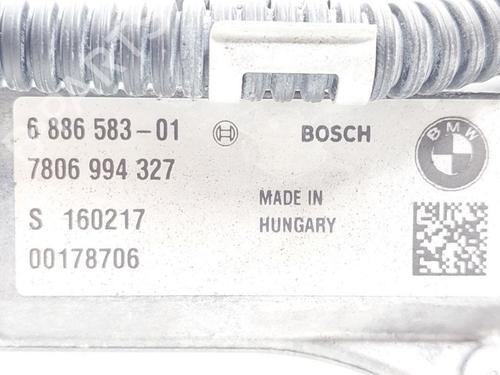 6 886 583-01 BOSCH BMW
7806 994 327
S 160217 MADE IN
00178706 HUNGARY